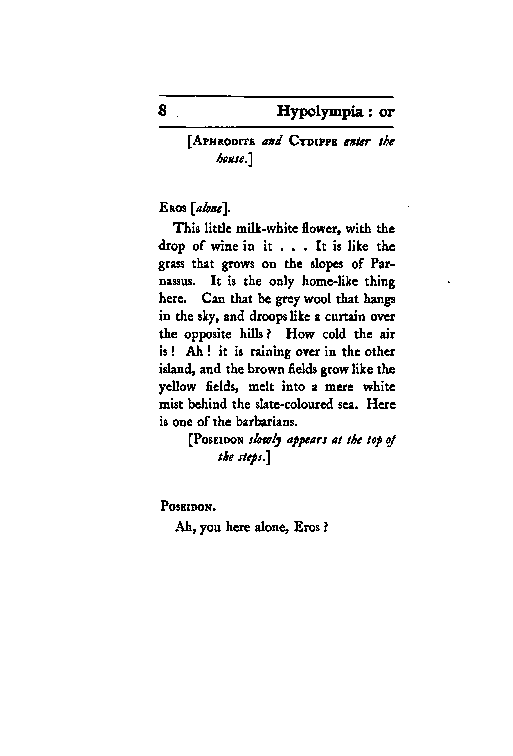 8 Hypolympia : or
[APHRODITE and CYDIPPE enter the
house.]
EROS [alone].
This little milk-white flower, with the
drop of wine in it . . . It is like the
grass that grows on the slopes of Par-
nassus. It is the only home-like thing
here. Can that be grey wool that hangs
in the sky, and droops like a curtain over
the opposite hills? How cold the air
is! Ah! it is raining over in the other
island, and the brown fields grow like the
yellow fields, melt into a mere white
mist behind the slate-coloured sea. Here
is one of the barbarians.
[POSEIDON slowly appears at the top of
the steps.]
POSEIDON.
Ah, you here alone, Eros?